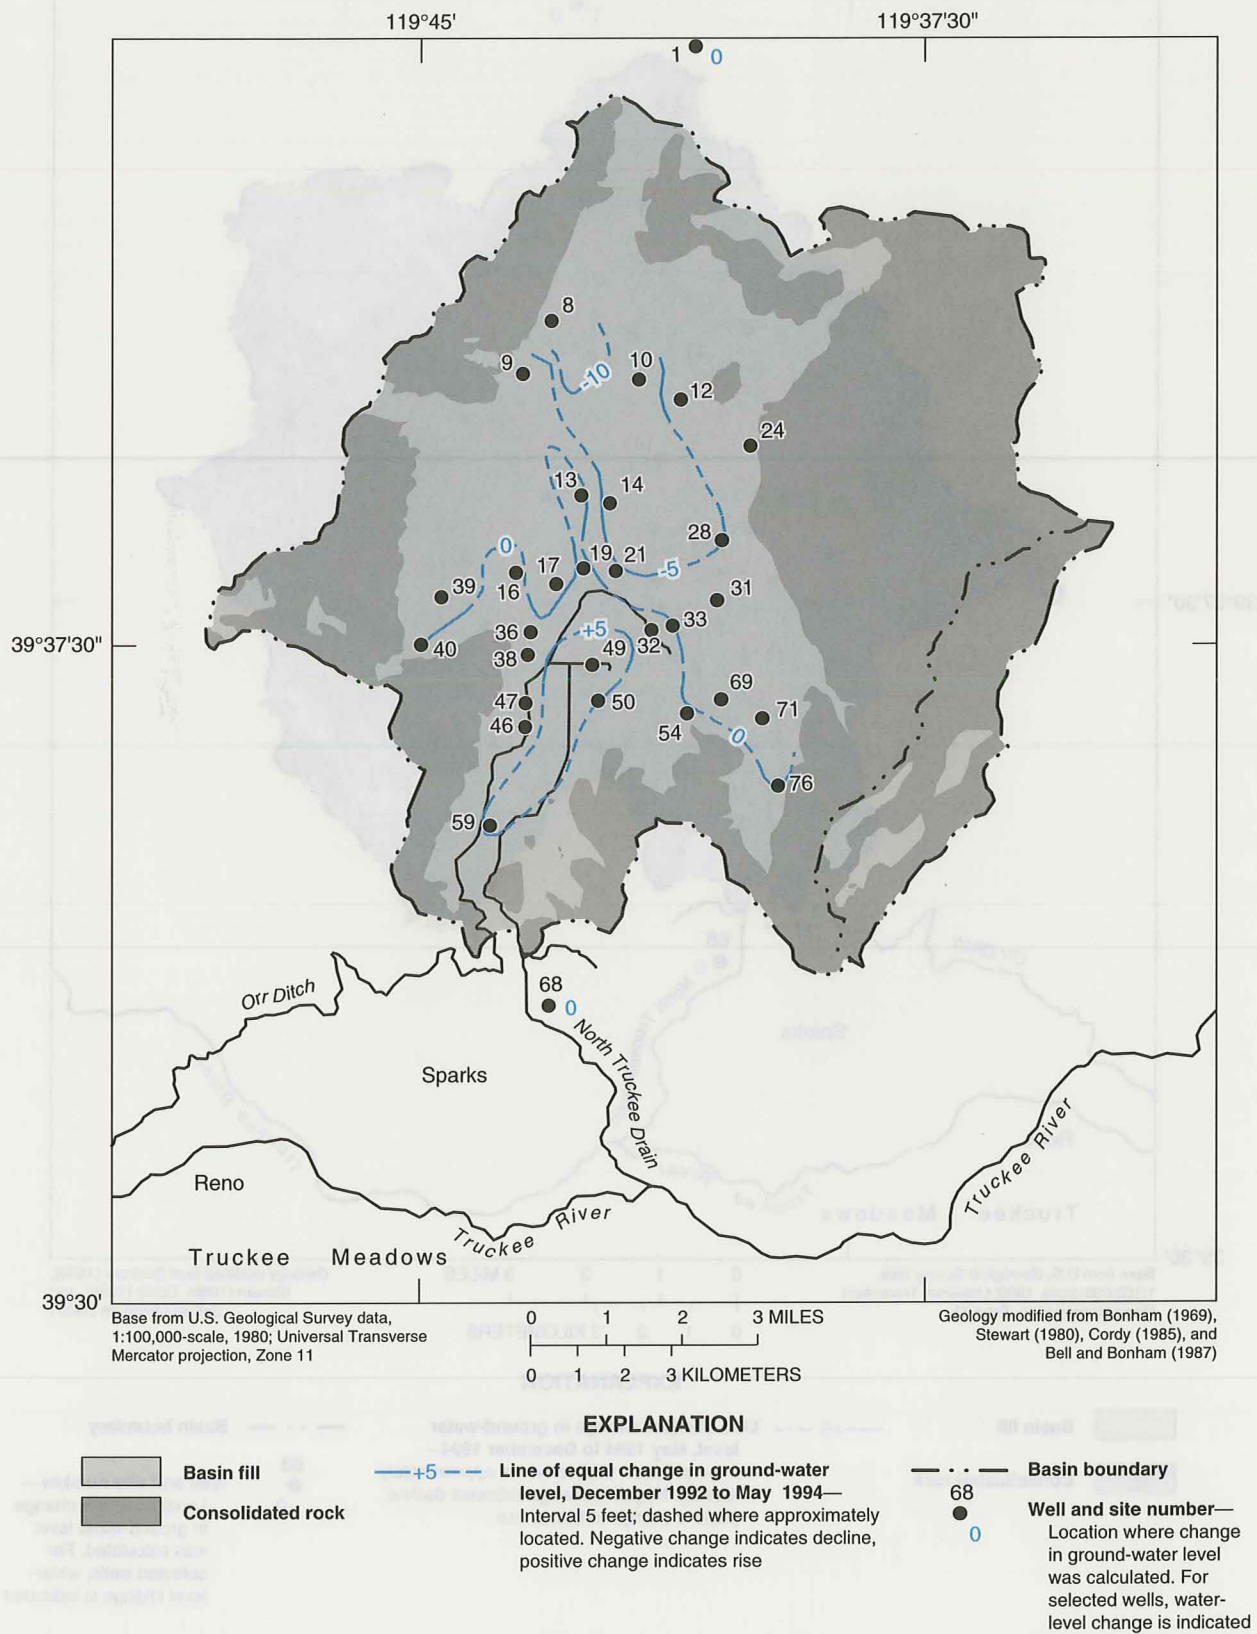 119°45'
119°37'30"
1
0
8
9
10
-10
12
24
13
14
28
0
19
21
-5
17
16
39
31
33
40
36
+5
32
38
49
47
50
69
46
54
71
0
76
59
39°37'30"
68
0
Orr Ditch
North Truckee Drain
Sparks
Truckee River
Reno
Truckee River
Truckee Meadows
39°30'
Base from U.S. Geological Survey data,
1:100,000-scale, 1980; Universal Transverse
Mercator projection, Zone 11
0 1 2 3 MILES
0 1 2 3 KILOMETERS
Geology modified from Bonham (1969),
Stewart (1980), Cordy (1985), and
Bell and Bonham (1987)
EXPLANATION
Basin fill
Consolidated rock
+5
Line of equal change in ground-water
level, December 1992 to May 1994—
Interval 5 feet; dashed where approximately
located. Negative change indicates decline,
positive change indicates rise
Basin boundary
68
0
Well and site number—
Location where change
in ground-water level
was calculated. For
selected wells, water-
level change is indicated